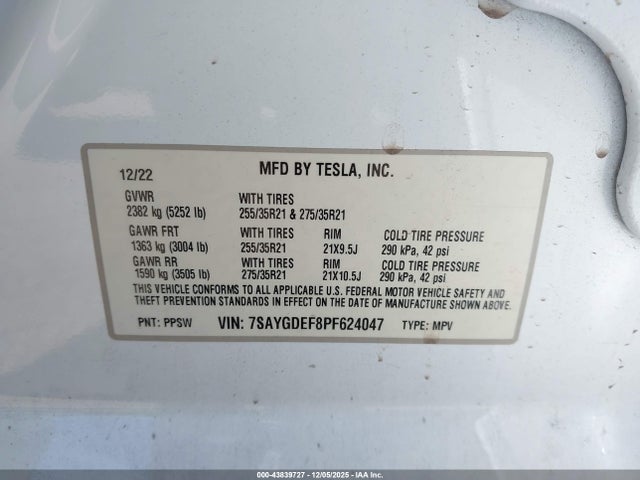 12/22 MFD BY TESLA, INC.
GVWR WITH TIRES
2382 kg (5252 lb) 255/35R21 & 275/35R21
GAWR FRT WITH TIRES RIM COLD TIRE PRESSURE
1363 kg (3004 lb) 255/35R21 21X9.5J 290 kPa, 42 psi
GAWR RR WITH TIRES RIM COLD TIRE PRESSURE
1590 kg (3505 lb) 275/35R21 21X10.5J 290 kPa, 42 psi
THIS VEHICLE CONFORMS TO ALL APPLICABLE U.S. FEDERAL MOTOR VEHICLE SAFETY AND
THEFT PREVENTION STANDARDS IN EFFECT ON THE DATE OF MANUFACTURE SHOWN ABOVE.
PNT: PPSW VIN: 7SAYGDEF8PF624047 TYPE: MPV
000-43839727 - 12/05/2025 - IAA Inc.